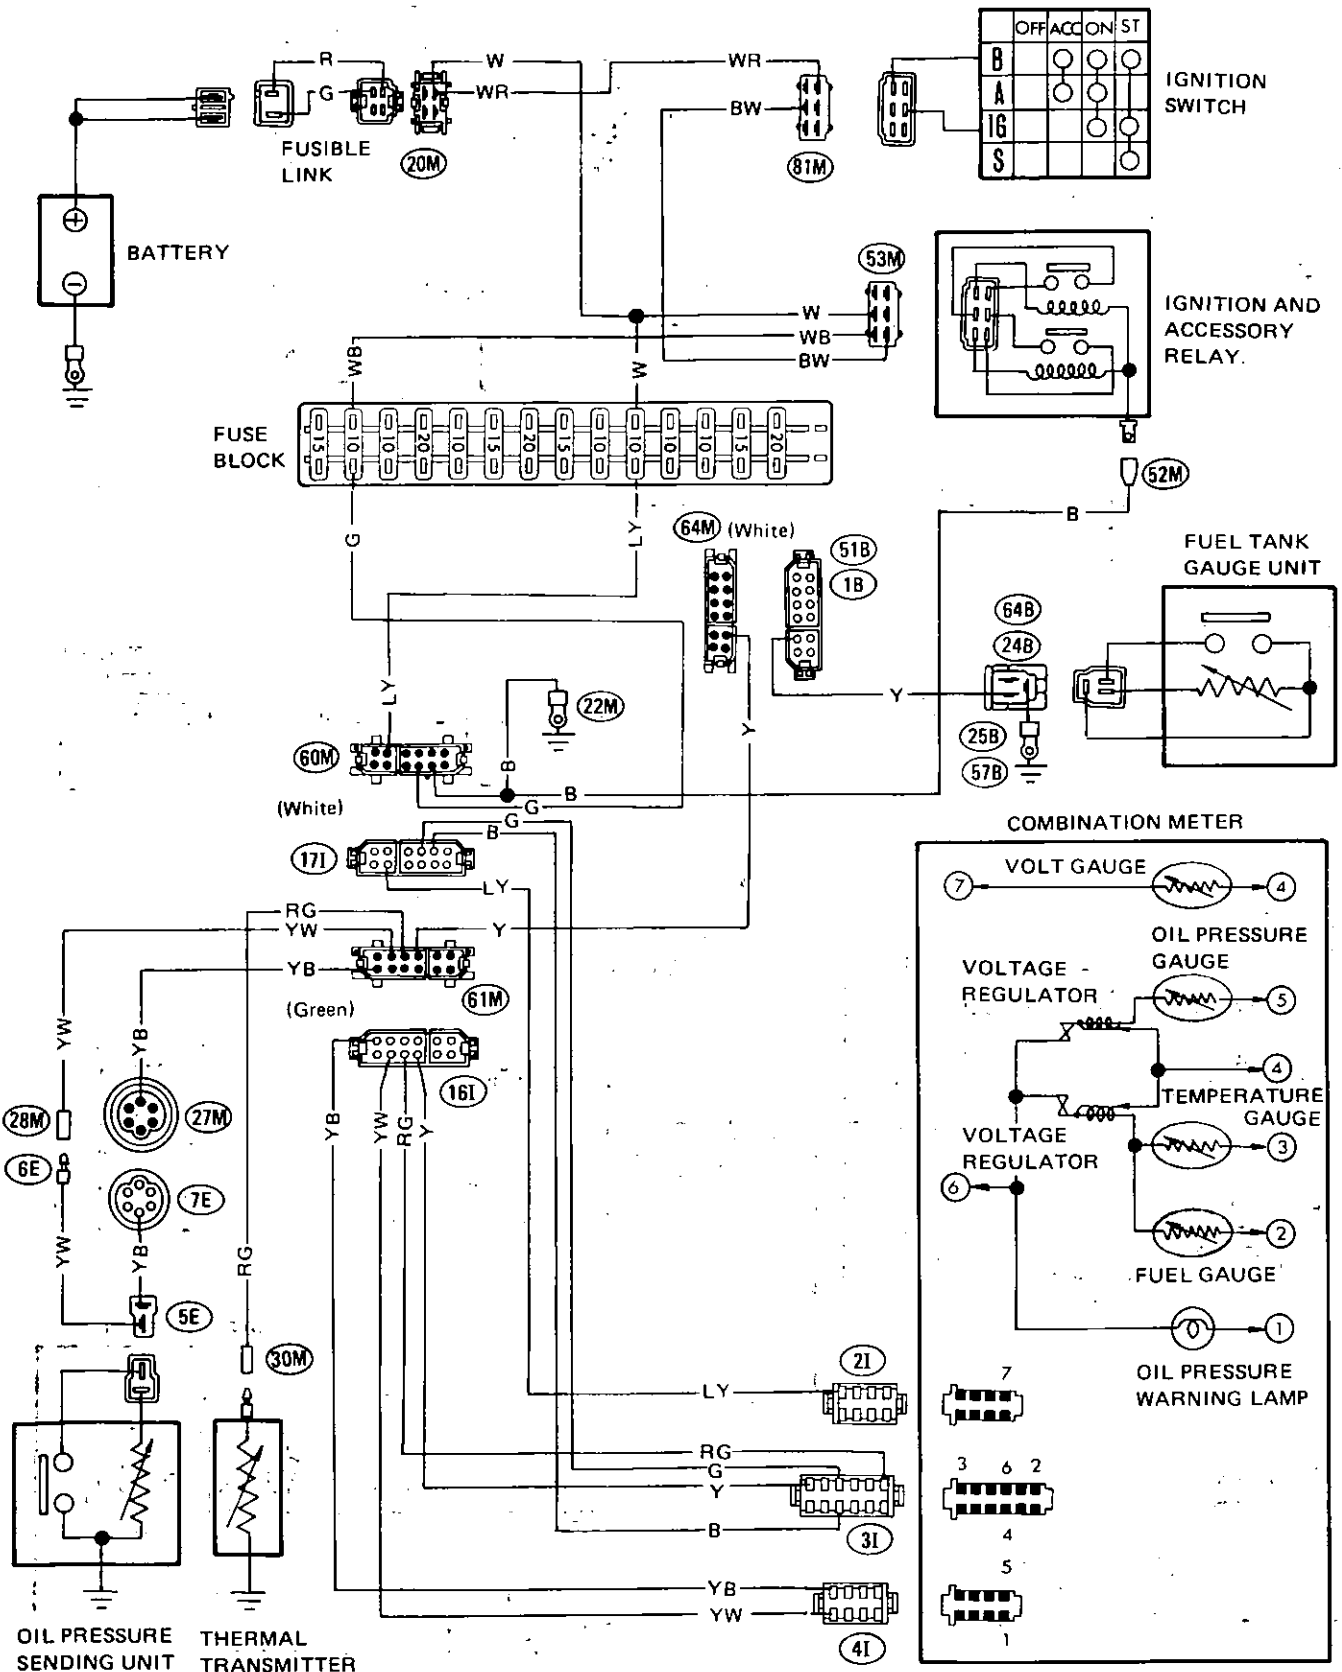 OFF ACC ON ST
B
A
IG
S
IGNITION
SWITCH
R
G
W
WR
WR
BW
FUSIBLE
LINK
20M
81M
BATTERY
53M
W
WB
BW
WB
W
IGNITION AND
ACCESSORY
RELAY.
FUSE
BLOCK
15 10 10 20 10 15 20 15 10 10 10 10 15 20
52M
B
G
LY
64M (White)
51B
1B
FUEL TANK
GAUGE UNIT
64B
24B
Y
25B
57B
LY
22M
Y
60M
B
B
(White)
G
G
B
17I
LY
COMBINATION METER
VOLT GAUGE
7
4
RG
YW
Y
YB
61M
(Green)
OIL PRESSURE
GAUGE
VOLTAGE
REGULATOR
5
4
TEMPERATURE
GAUGE
3
VOLTAGE
REGULATOR
6
2
FUEL GAUGE
1
OIL PRESSURE
WARNING LAMP
YW
YB
16I
28M
27M
YB
YW
RG
Y
6E
7E
YW
YB
RG
5E
30M
2I
LY
7
RG
G
Y
3 6 2
B
3I
4
5
YB
YW
4I
1
OIL PRESSURE
SENDING UNIT
THERMAL
TRANSMITTER